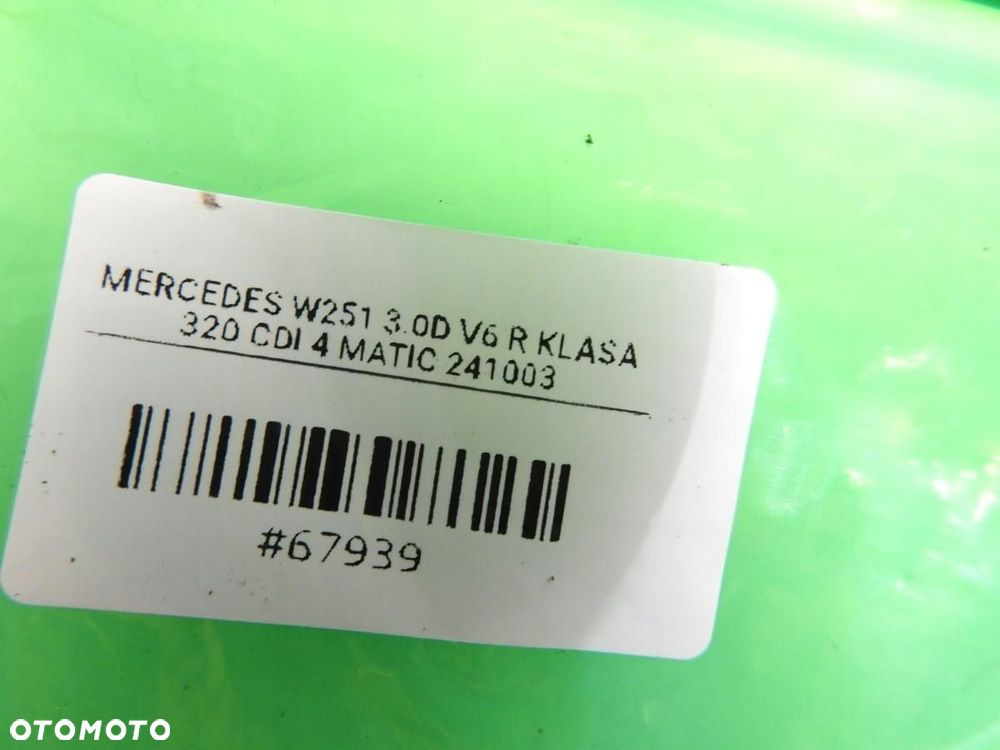 MERCEDES W251 3.0D V6 R KLASA
320 CDI 4 MATIC 241003
#67939
OTOMOTO